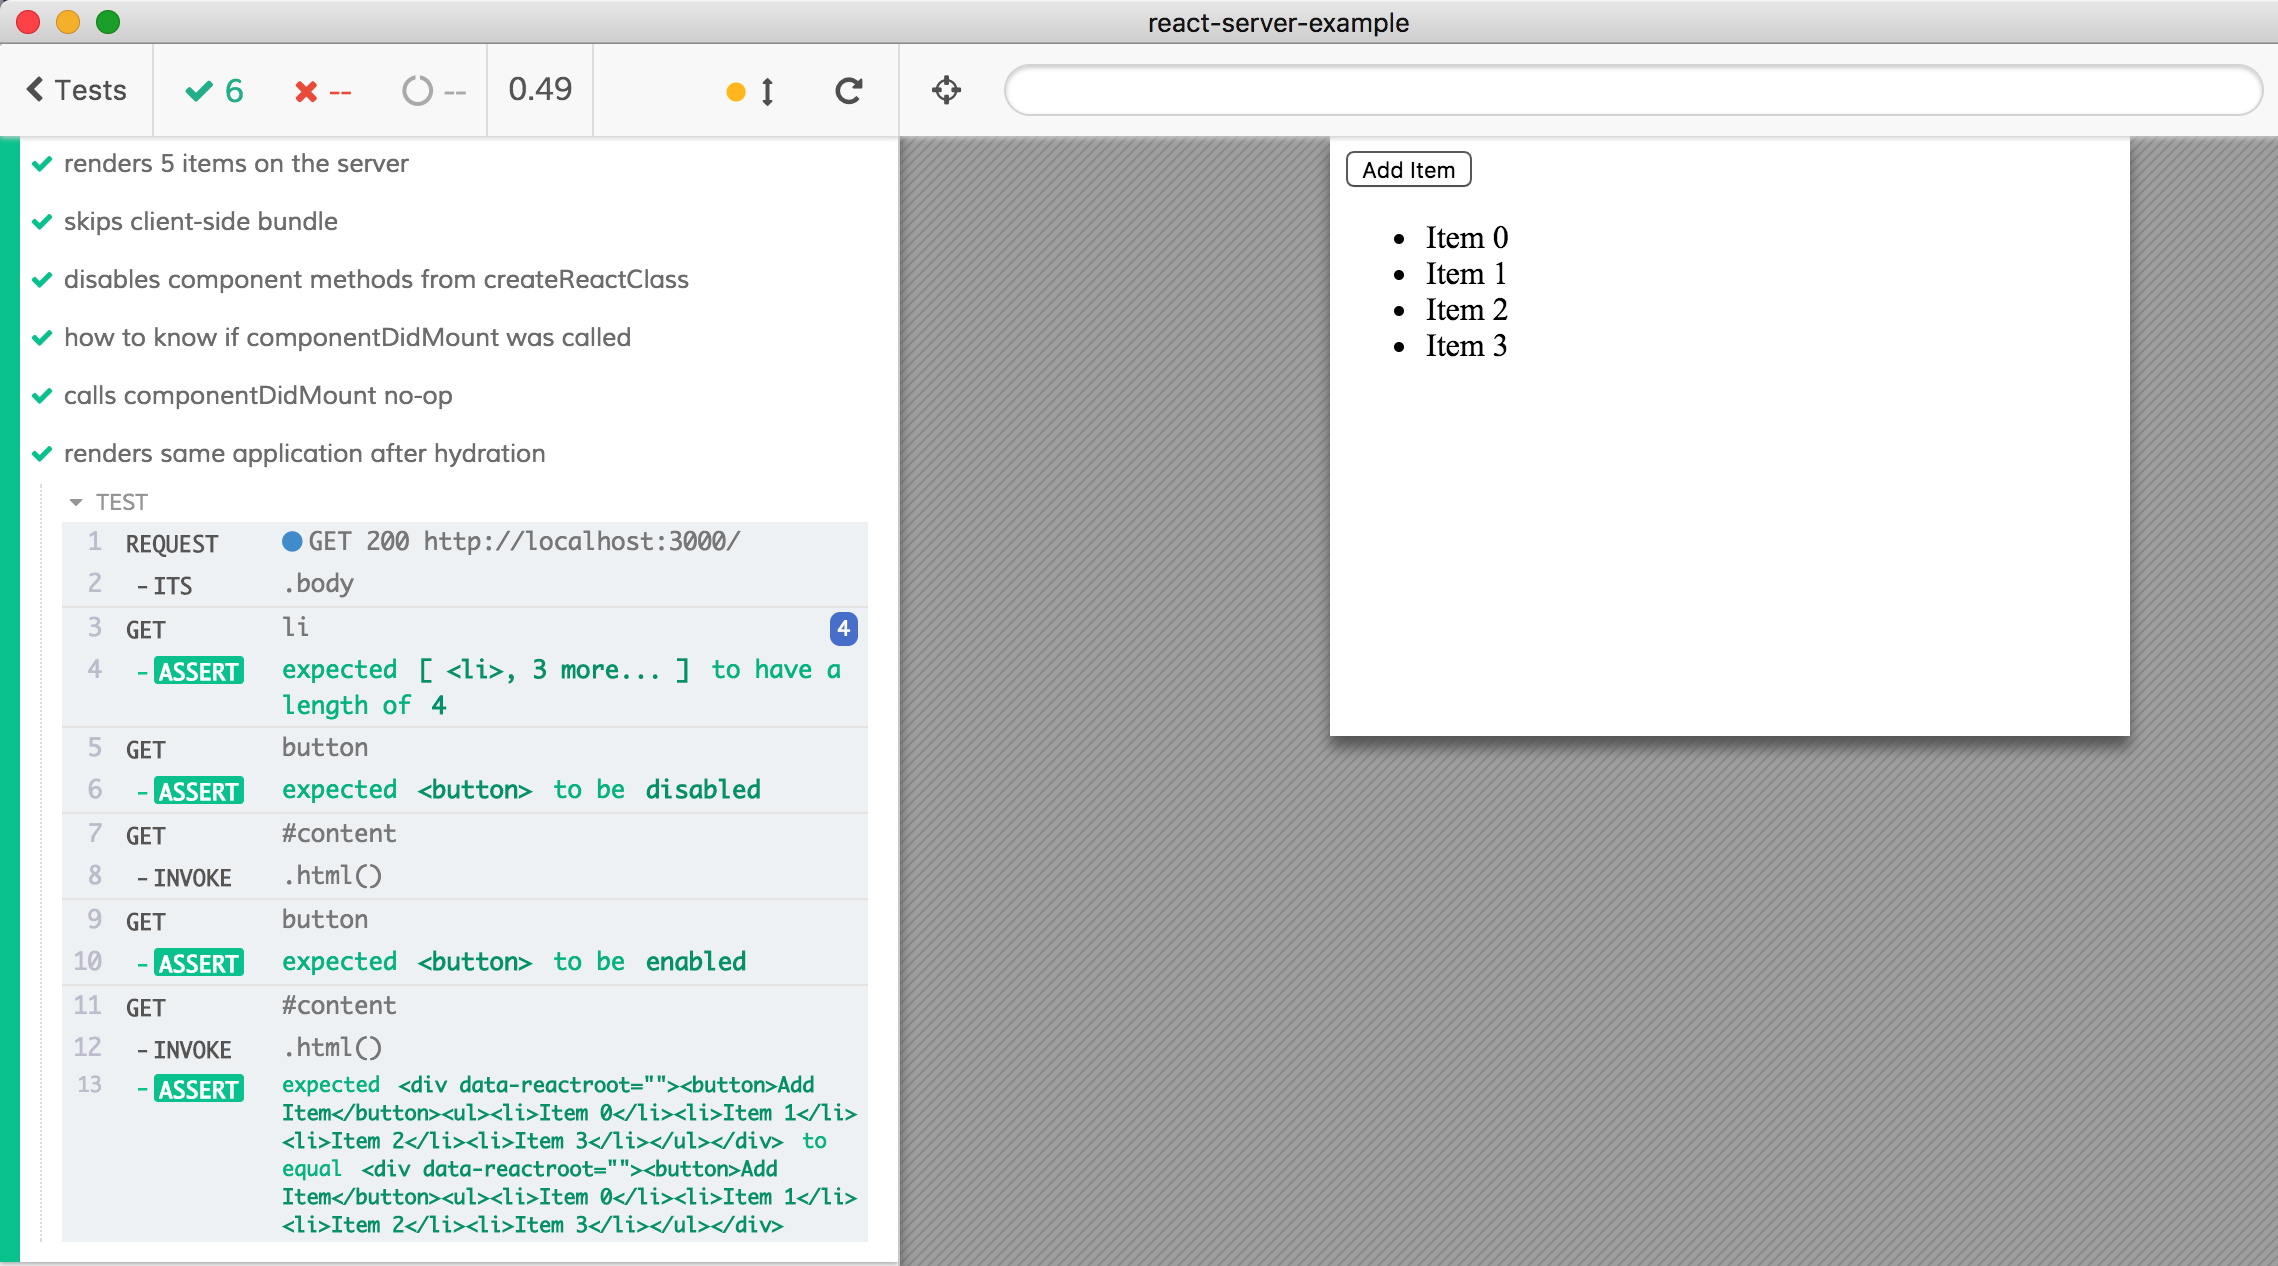 react-server-example
Tests 6 -- -- 0.49
renders 5 items on the server
skips client-side bundle
disables component methods from createReactClass
how to know if componentDidMount was called
calls componentDidMount no-op
renders same application after hydration
TEST
1 REQUEST GET 200 http://localhost:3000/
2 -ITS .body
3 GET li 4
4 -ASSERT expected [ <li>, 3 more... ] to have a
length of 4
5 GET button
6 -ASSERT expected <button> to be disabled
7 GET #content
8 -INVOKE .html()
9 GET button
10 -ASSERT expected <button> to be enabled
11 GET #content
12 -INVOKE .html()
13 -ASSERT expected <div data-reactroot=""><button>Add
Item</button><ul><li>Item 0</li><li>Item 1</li>
<li>Item 2</li><li>Item 3</li></ul></div> to
equal <div data-reactroot=""><button>Add
Item</button><ul><li>Item 0</li><li>Item 1</li>
<li>Item 2</li><li>Item 3</li></ul></div>
Add Item
Item 0
Item 1
Item 2
Item 3